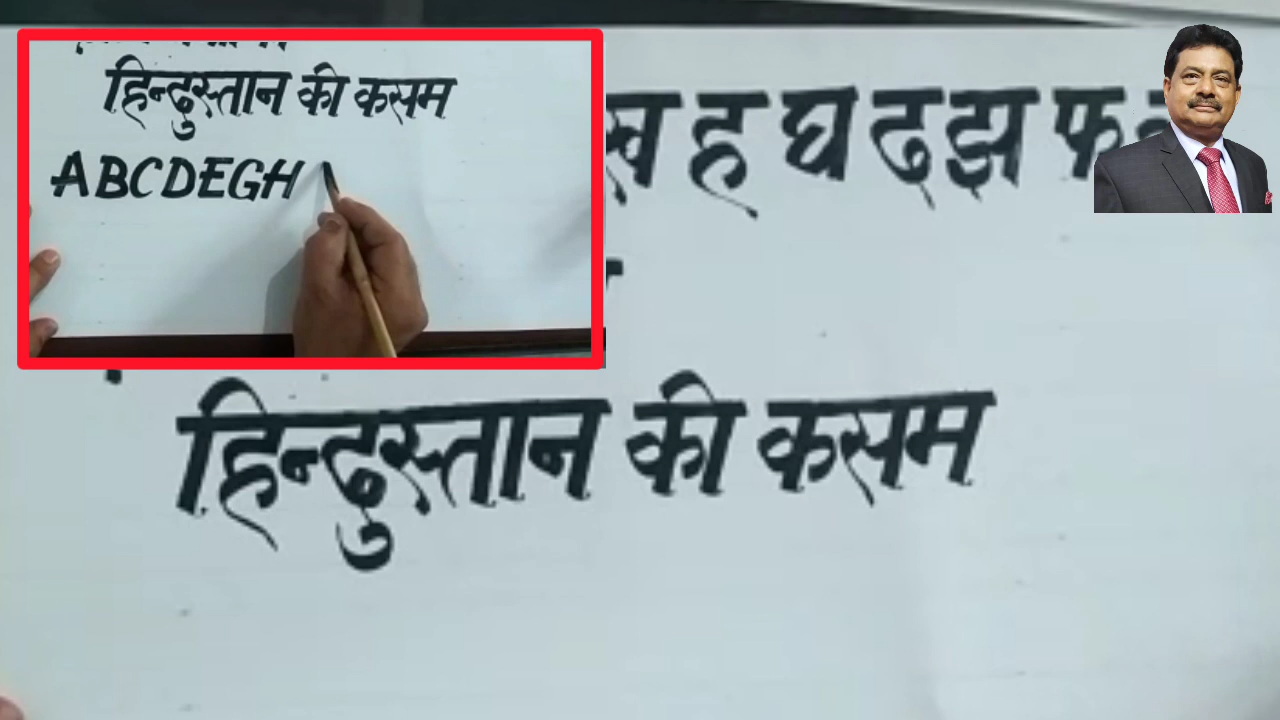 हिन्दुस्तान की कसम
ABCDEGH
ख ह घ ढ झ फ
हिन्दुस्तान की कसम